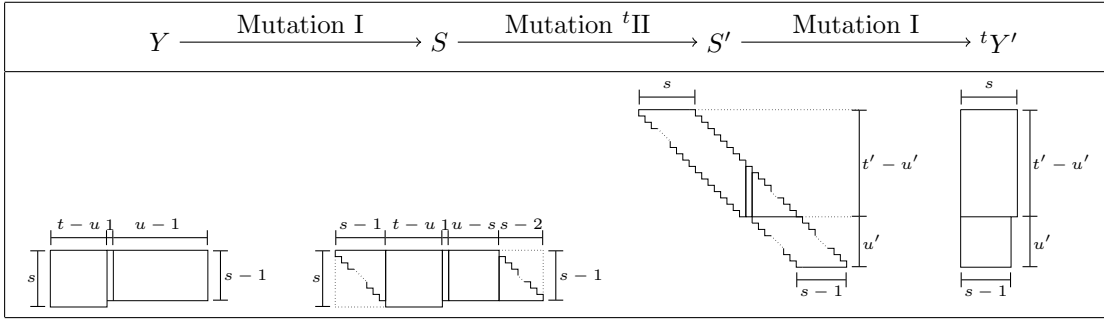 Y Mutation I S Mutation ᵗII S′ Mutation I ᵗY′
s s
t′ − u′ t′ − u′
t − u 1 u − 1 s − 1 t − u 1 u − s s − 2
s s − 1 s s − 1 u′ u′
s − 1 s − 1